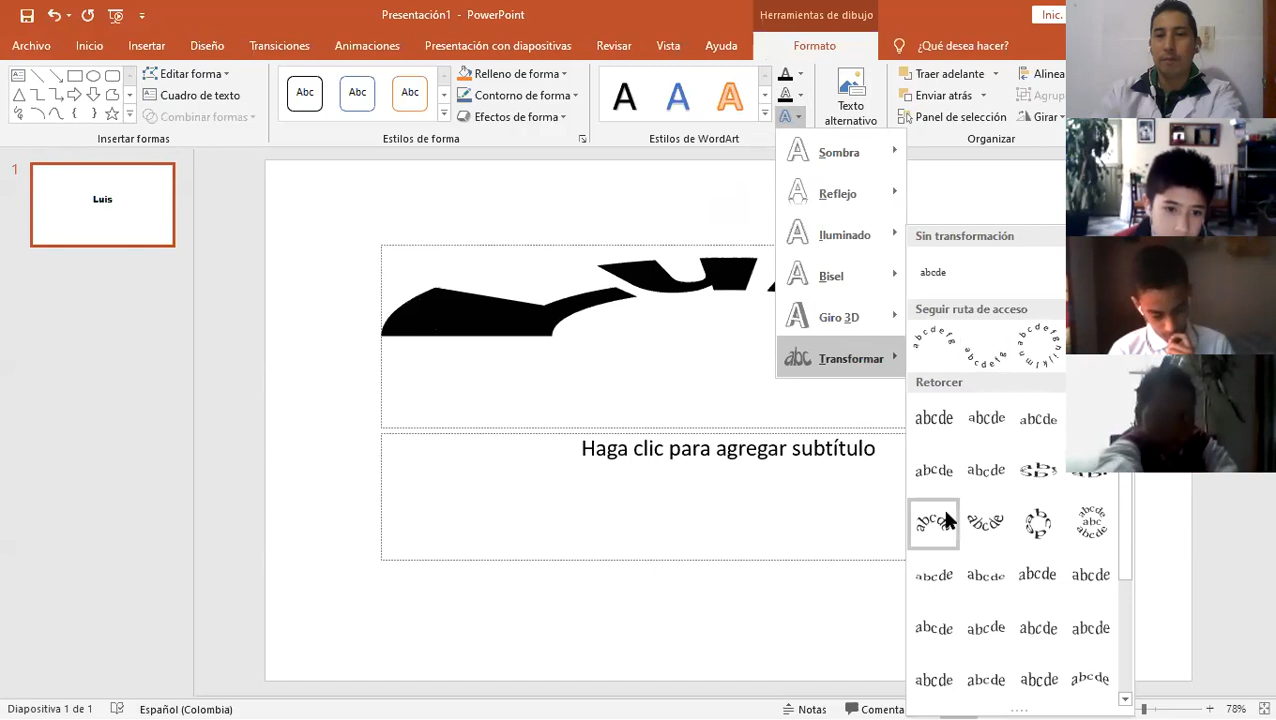 Presentación1 - PowerPoint
Herramientas de dibujo
Inic.
Archivo Inicio Insertar Diseño Transiciones Animaciones Presentación con diapositivas Revisar Vista Ayuda Formato ¿Qué desea hacer?
Editar forma
Cuadro de texto
Combinar formas
Insertar formas
Abc Abc Abc
Relleno de forma
Contorno de forma
Efectos de forma
Estilos de forma
A A A
Estilos de WordArt
Texto
alternativo
Traer adelante
Enviar atrás
Panel de selección
Alinea
Agrup
Girar
Organizar
1
Luis
Haga clic para agregar subtítulo
Sombra
Reflejo
Iluminado
Bisel
Giro 3D
abc Transformar
Sin transformación
abcde
Seguir ruta de acceso
Retorcer
abcde abcde abcde
abcde abcde
abcde abcde
abcde abcde abcde abcde
abcde abcde abcde abcde
abcde abcde abcde abcde
Diapositiva 1 de 1 Español (Colombia) Notas Comenta 78%